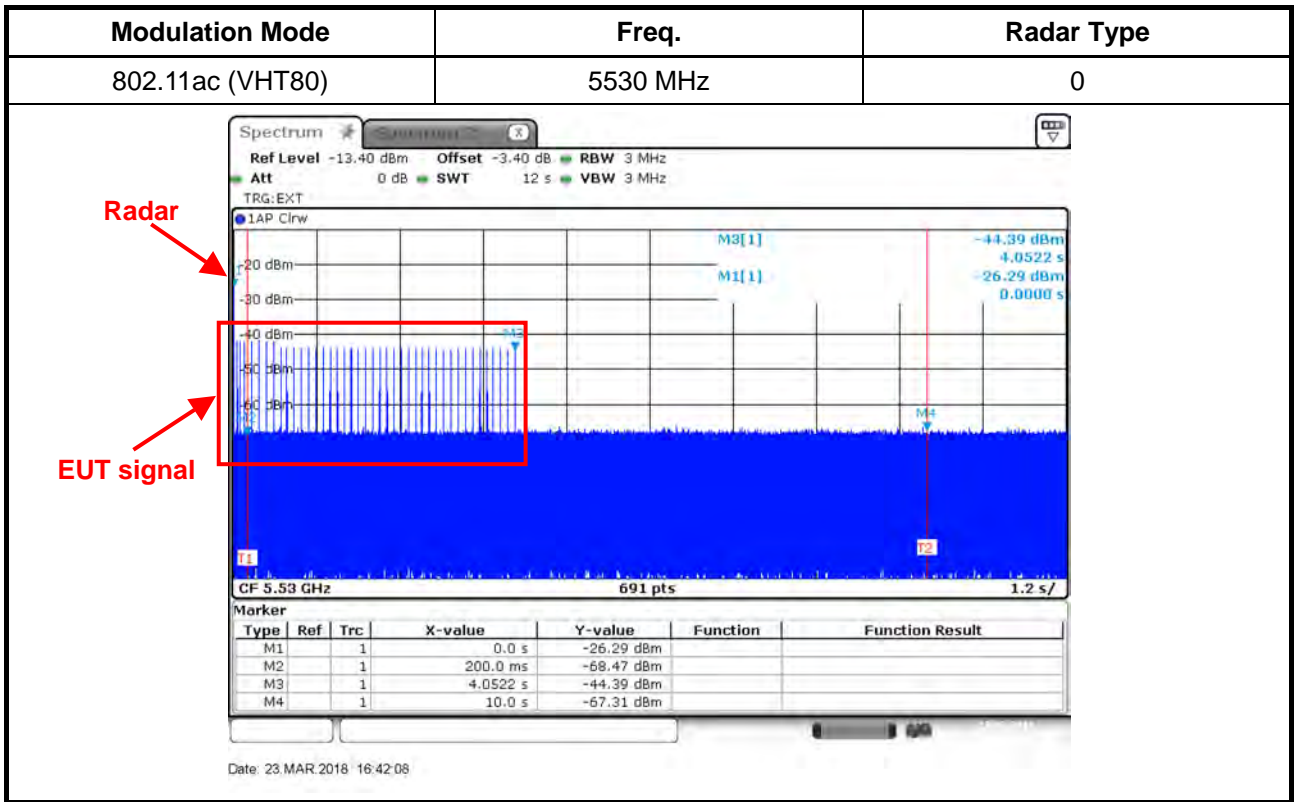 Modulation Mode Freq. Radar Type
802.11ac (VHT80) 5530 MHz 0
Spectrum X
Ref Level -13.40 dBm Offset -3.40 dB RBW 3 MHz
Att 0 dB SWT 12 s VBW 3 MHz
TRG:EXT
Radar
1AP Clrw
M3[1] -44.39 dBm
4.0522 s
-20 dBm
M1[1] -26.29 dBm
0.0000 s
-30 dBm
-40 dBm
M3
-50 dBm
-60 dBm
M2
M4
EUT signal
T1
T2
CF 5.53 GHz 691 pts 1.2 s/
Marker
Type Ref Trc X-value Y-value Function Function Result
M1 1 0.0 s -26.29 dBm
M2 1 200.0 ms -68.47 dBm
M3 1 4.0522 s -44.39 dBm
M4 1 10.0 s -67.31 dBm
Date: 23.MAR.2018 16:42:08